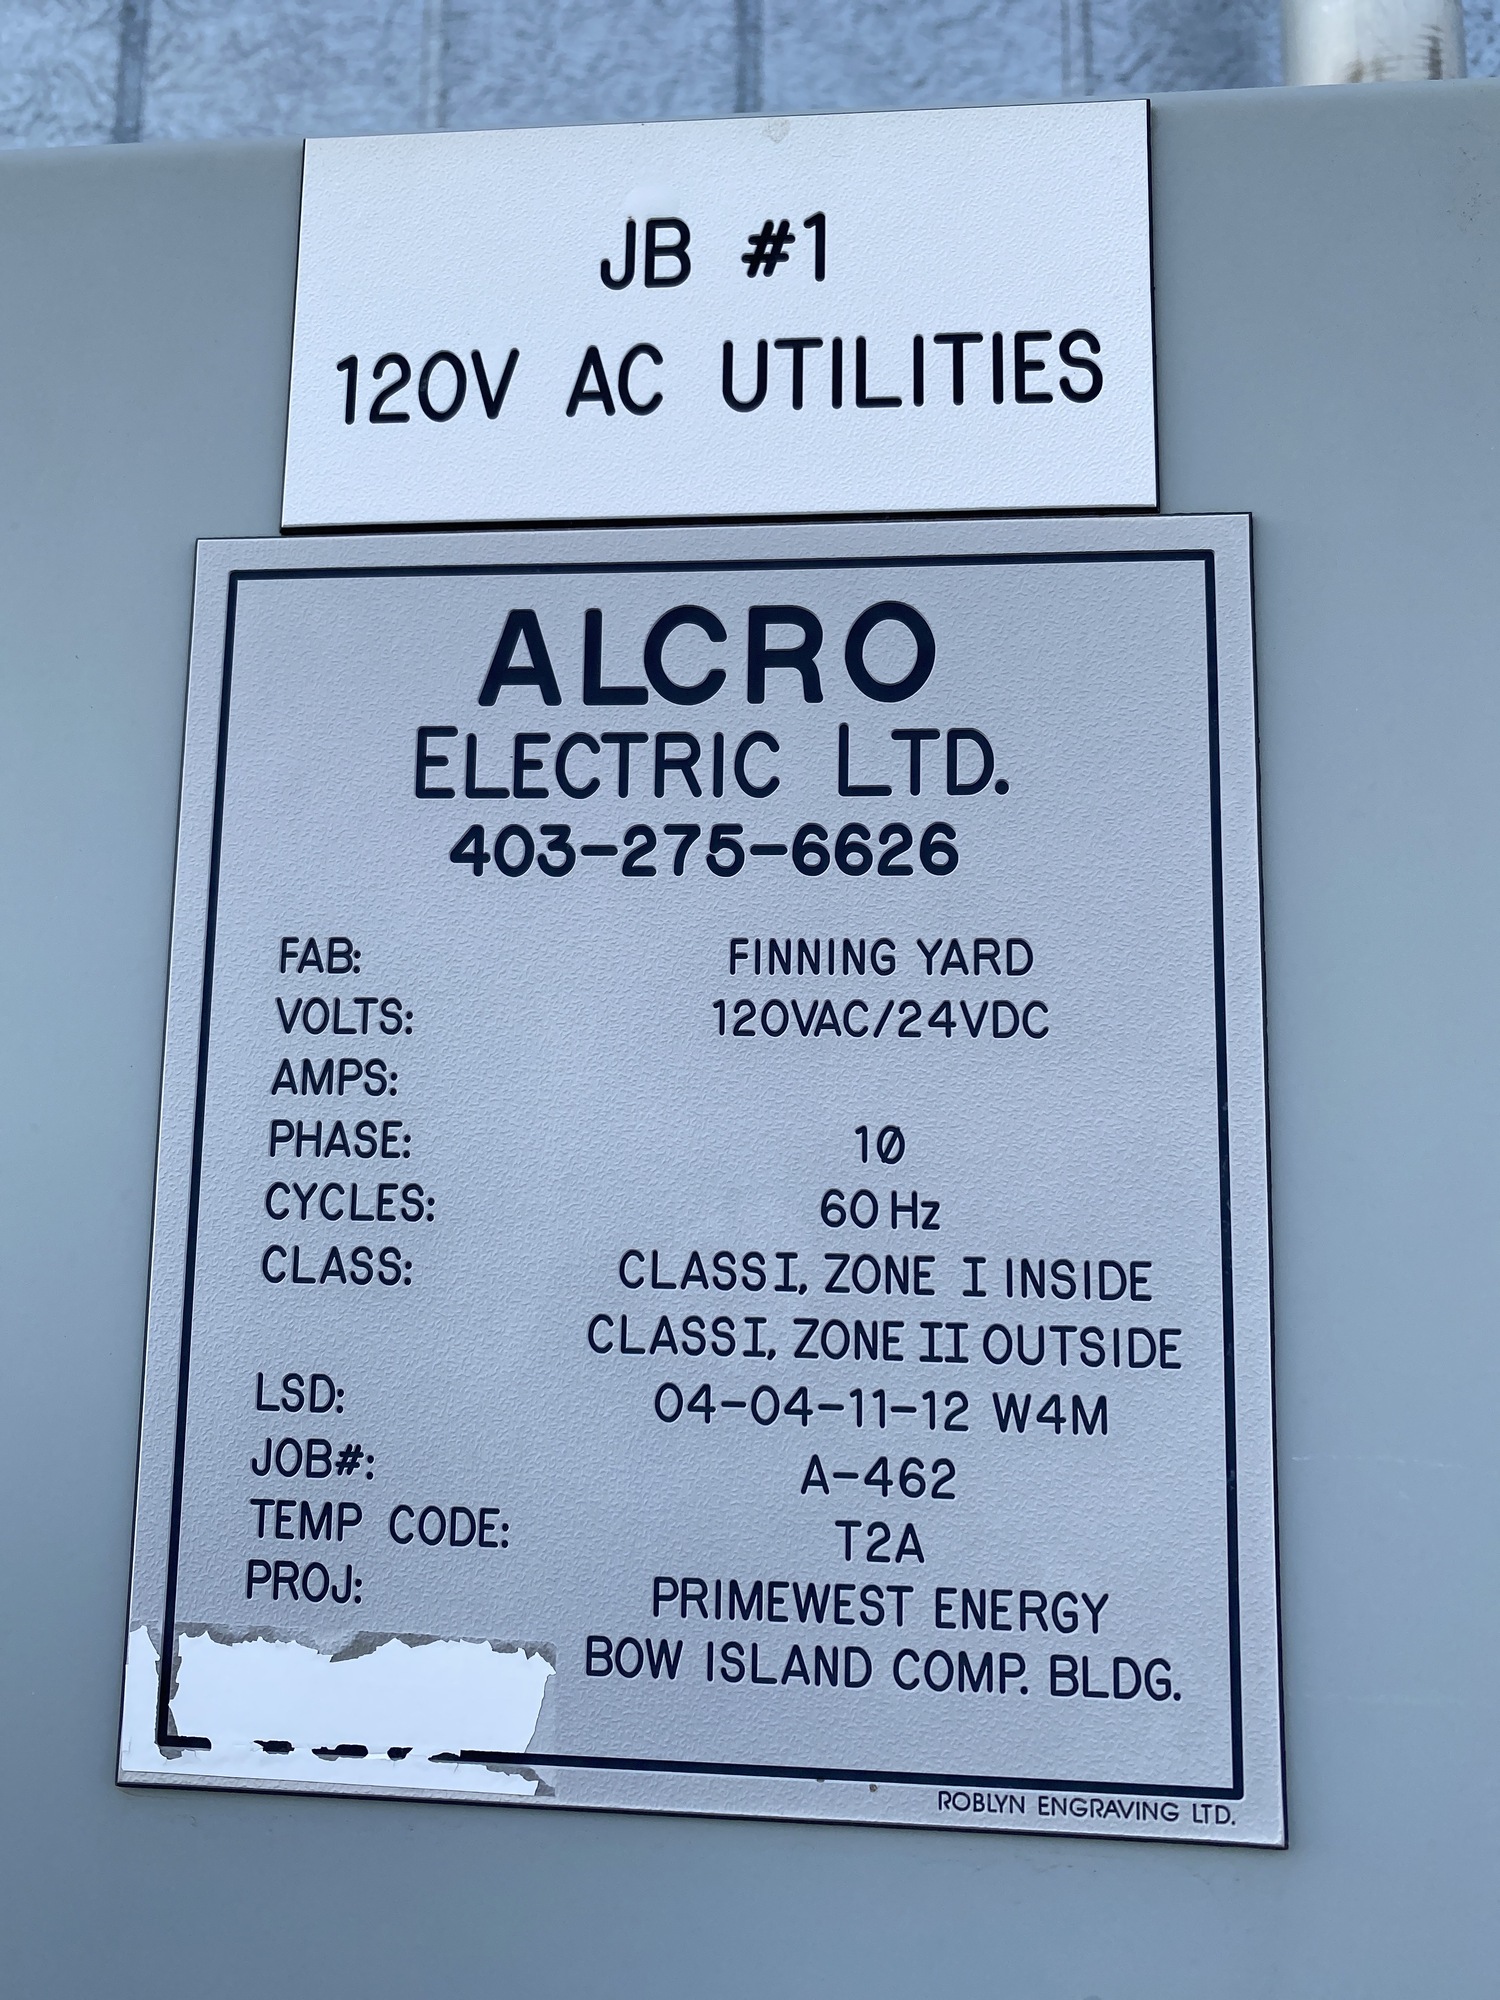 JB #1
120V AC UTILITIES
ALCRO
ELECTRIC LTD.
403-275-6626
FAB: FINNING YARD
VOLTS: 120VAC/24VDC
AMPS:
PHASE: 1Ø
CYCLES: 60 Hz
CLASS: CLASS I, ZONE I INSIDE
CLASS I, ZONE II OUTSIDE
LSD: 04-04-11-12 W4M
JOB#: A-462
TEMP CODE: T2A
PROJ: PRIMEWEST ENERGY
BOW ISLAND COMP. BLDG.
ROBLYN ENGRAVING LTD.